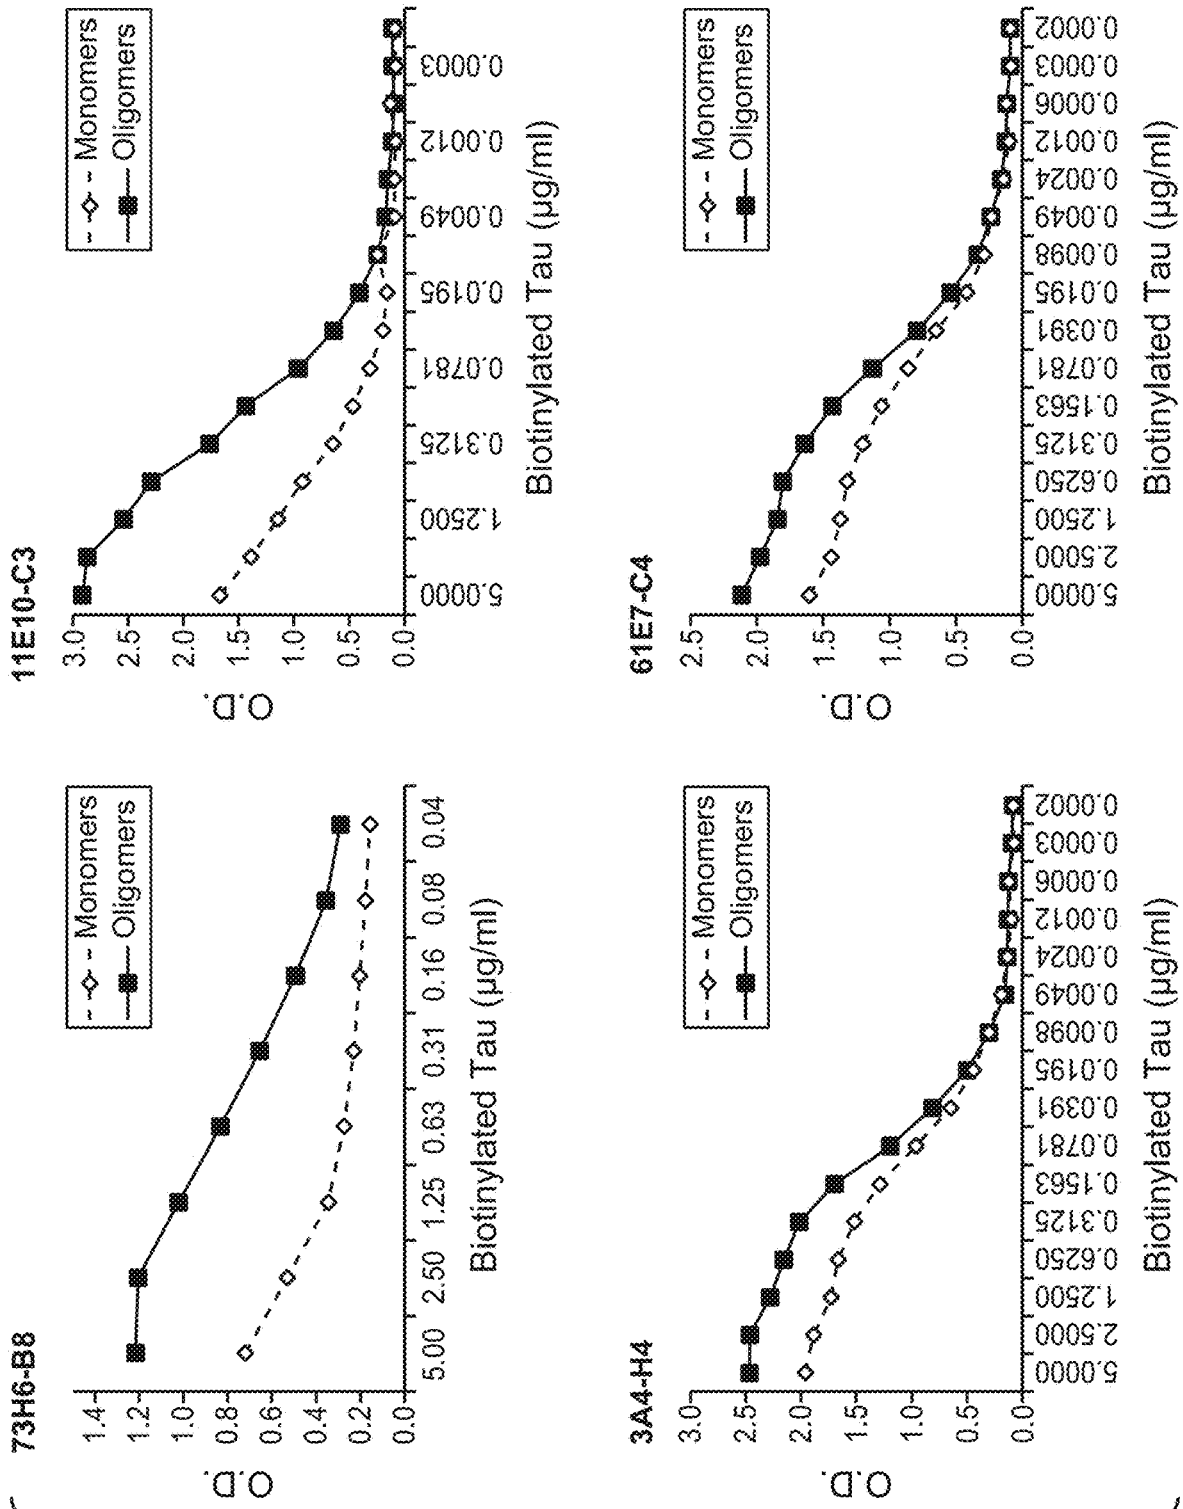 73H6-B8
Monomers
Oligomers
O.D.
1.4
1.2
1.0
0.8
0.6
0.4
0.2
0.0
5.00 2.50 1.25 0.63 0.31 0.16 0.08 0.04
Biotinylated Tau (µg/ml)
11E10-C3
Monomers
Oligomers
O.D.
3.0
2.5
2.0
1.5
1.0
0.5
0.0
5.0000 1.2500 0.3125 0.0781 0.0195 0.0049 0.0012 0.0003
Biotinylated Tau (µg/ml)
3A4-H4
Monomers
Oligomers
O.D.
3.0
2.5
2.0
1.5
1.0
0.5
0.0
5.0000 2.5000 1.2500 0.6250 0.3125 0.1563 0.0781 0.0391 0.0195 0.0098 0.0049 0.0024 0.0012 0.0006 0.0003 0.0002
Biotinylated Tau (µg/ml)
61E7-C4
Monomers
Oligomers
O.D.
2.5
2.0
1.5
1.0
0.5
0.0
5.0000 2.5000 1.2500 0.6250 0.3125 0.1563 0.0781 0.0391 0.0195 0.0098 0.0049 0.0024 0.0012 0.0006 0.0003 0.0002
Biotinylated Tau (µg/ml)